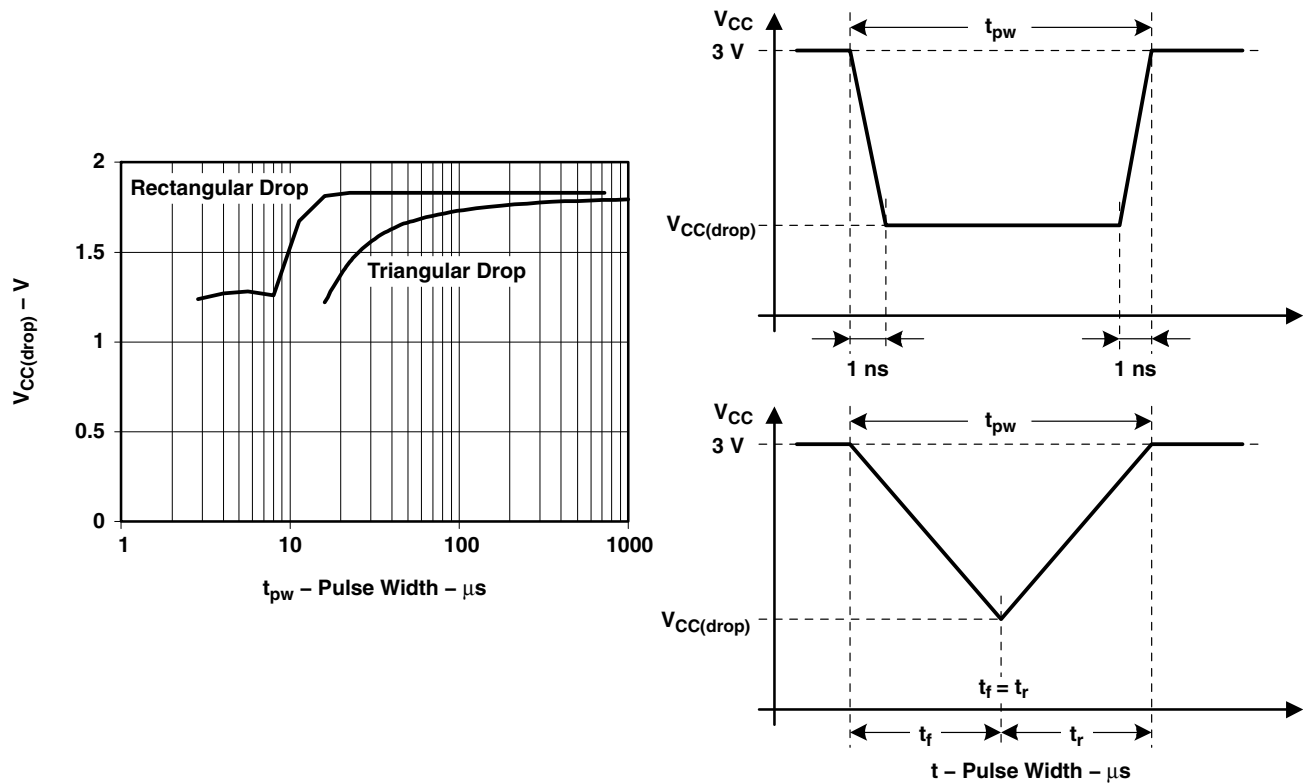 2
Rectangular Drop
1.5
Triangular Drop
1
0.5
0
1
10
100
1000
VCC(drop) – V
tpw – Pulse Width – μs
VCC
tpw
3 V
VCC(drop)
1 ns
1 ns
VCC
tpw
3 V
VCC(drop)
tf = tr
tf
tr
t – Pulse Width – μs